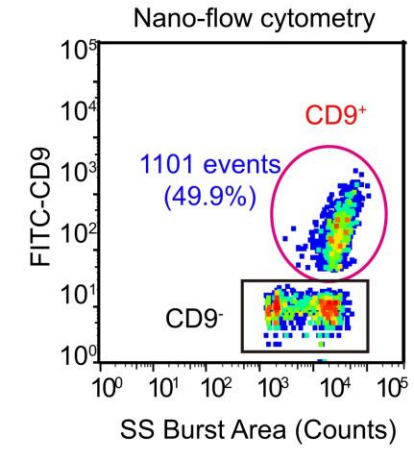 Nano-flow cytometry
10⁵
10⁴
10³
10²
10¹
10⁰
FITC-CD9
CD9⁺
1101 events
(49.9%)
CD9⁻
10⁰ 10¹ 10² 10³ 10⁴ 10⁵
SS Burst Area (Counts)